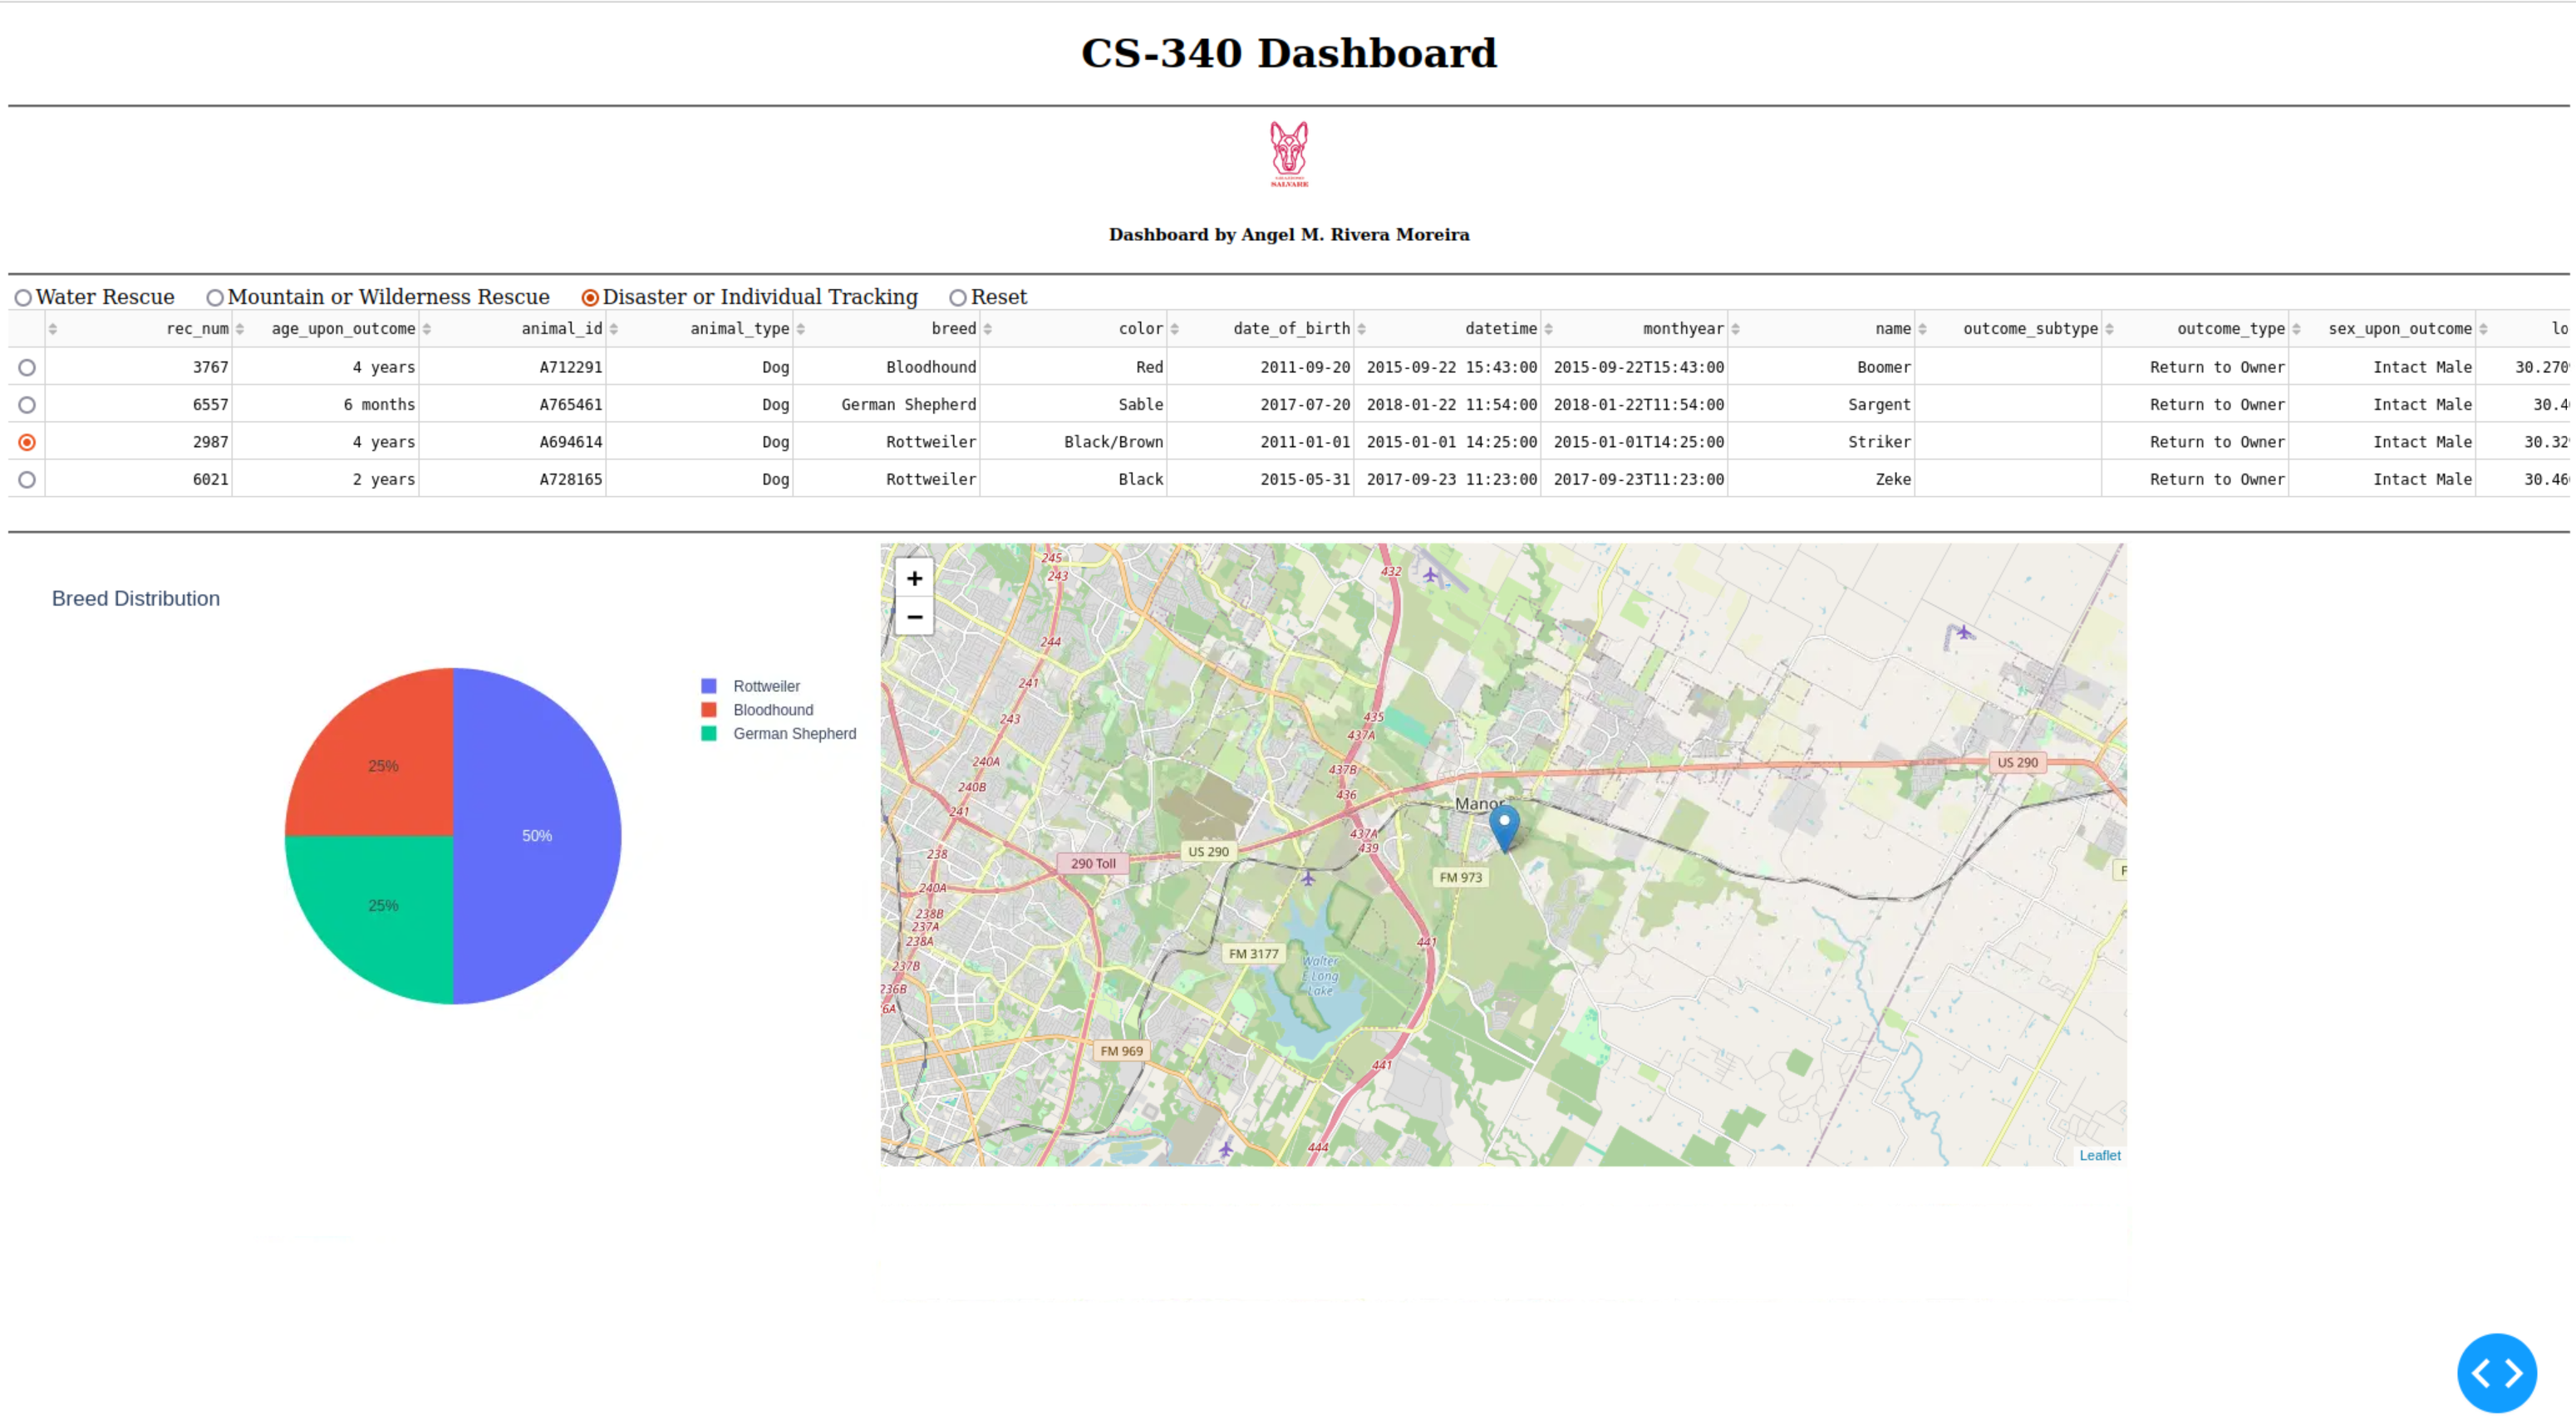 CS-340 Dashboard
SALVARE
Dashboard by Angel M. Rivera Moreira
Water Rescue Mountain or Wilderness Rescue Disaster or Individual Tracking Reset
rec_num age_upon_outcome animal_id animal_type breed color date_of_birth datetime monthyear name outcome_subtype outcome_type sex_upon_outcome lo
3767 4 years A712291 Dog Bloodhound Red 2011-09-20 2015-09-22 15:43:00 2015-09-22T15:43:00 Boomer Return to Owner Intact Male 30.270
6557 6 months A765461 Dog German Shepherd Sable 2017-07-20 2018-01-22 11:54:00 2018-01-22T11:54:00 Sargent Return to Owner Intact Male 30.4
2987 4 years A694614 Dog Rottweiler Black/Brown 2011-01-01 2015-01-01 14:25:00 2015-01-01T14:25:00 Striker Return to Owner Intact Male 30.32
6021 2 years A728165 Dog Rottweiler Black 2015-05-31 2017-09-23 11:23:00 2017-09-23T11:23:00 Zeke Return to Owner Intact Male 30.46
Breed Distribution
Rottweiler
Bloodhound
German Shepherd
25%
50%
25%
+
−
245
243
432
244
241
243
435
437A
240A
437B
US 290
240B
436
241
Manor
437A
439
238
US 290
290 Toll
FM 973
F
240A
238B
237A
238A
441
FM 3177
237B
Walter
E Long
Lake
236B
6A
FM 969
441
444
Leaflet